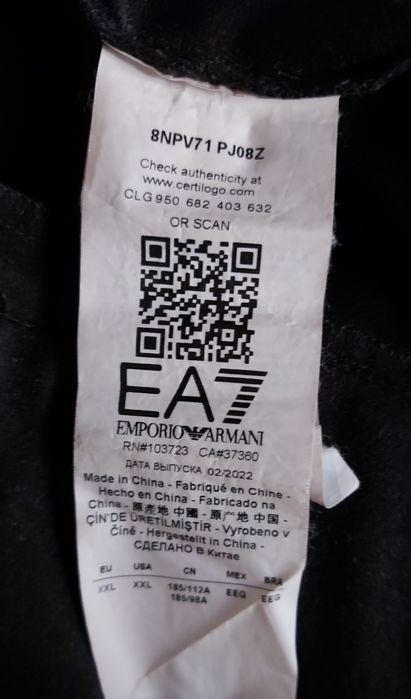 8NPV71 PJ08Z
Check authenticity at
www.certilogo.com
CLG 950 682 403 632
OR SCAN
EA7
EMPORIO ARMANI
RN#103723 CA#37360
ДАТА ВЫПУСКА 02/2022
Made in China - Fabriqué en Chine -
Hecho en China - Fabricado na
China - 原產地 中國 - 原产地 中国 -
ÇİN'DE ÜRETİLMİŞTİR - Vyrobeno v
Číně - Hergestellt in China -
СДЕЛАНО В Китае
EU USA CN MEX BRA
XXL XXL 185/112A EEG EEG
185/98A